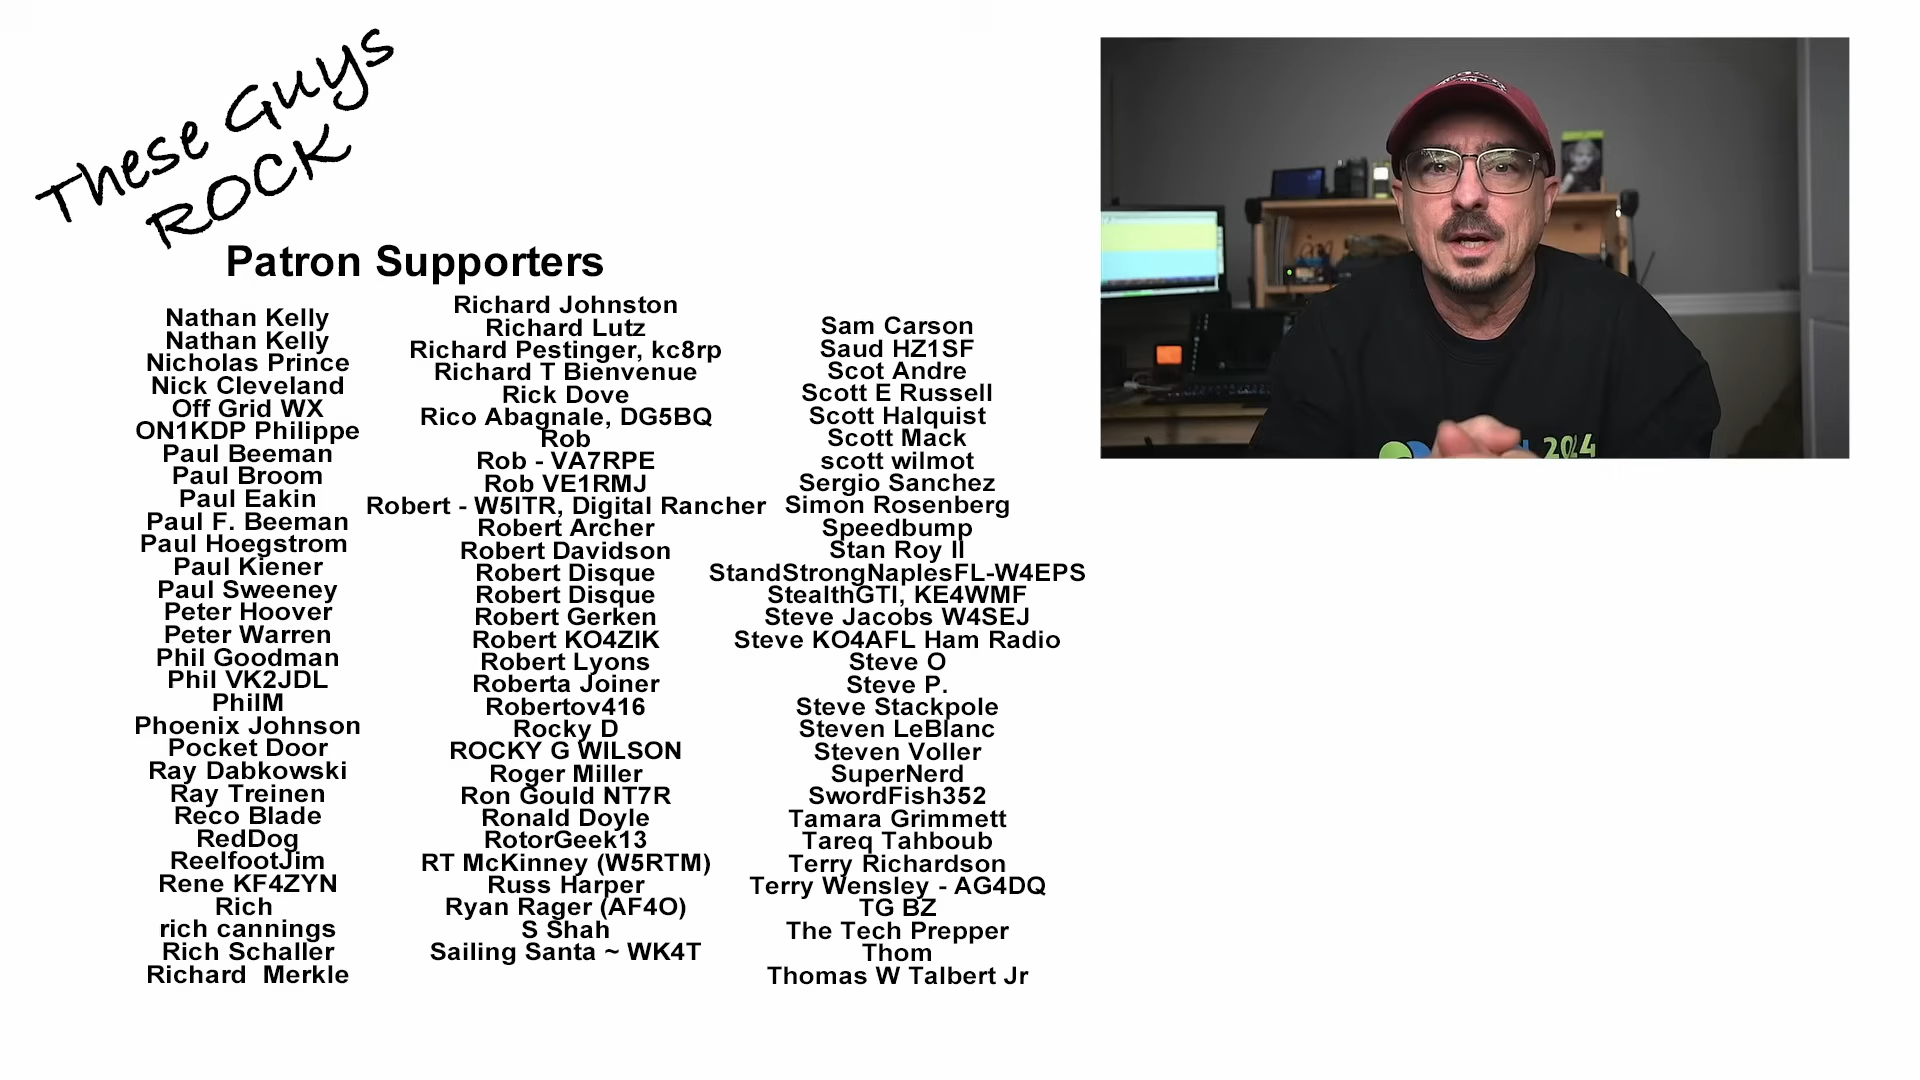 These Guys
ROCK
Patron Supporters
Nathan Kelly
Nathan Kelly
Nicholas Prince
Nick Cleveland
Off Grid WX
ON1KDP Philippe
Paul Beeman
Paul Broom
Paul Eakin
Paul F. Beeman
Paul Hoegstrom
Paul Kiener
Paul Sweeney
Peter Hoover
Peter Warren
Phil Goodman
Phil VK2JDL
PhilM
Phoenix Johnson
Pocket Door
Ray Dabkowski
Ray Treinen
Reco Blade
RedDog
ReelfootJim
Rene KF4ZYN
Rich
rich cannings
Rich Schaller
Richard  Merkle
Richard Johnston
Richard Lutz
Richard Pestinger, kc8rp
Richard T Bienvenue
Rick Dove
Rico Abagnale, DG5BQ
Rob
Rob - VA7RPE
Rob VE1RMJ
Robert - W5ITR, Digital Rancher
Robert Archer
Robert Davidson
Robert Disque
Robert Disque
Robert Gerken
Robert KO4ZIK
Robert Lyons
Roberta Joiner
Robertov416
Rocky D
ROCKY G WILSON
Roger Miller
Ron Gould NT7R
Ronald Doyle
RotorGeek13
RT McKinney (W5RTM)
Russ Harper
Ryan Rager (AF4O)
S Shah
Sailing Santa ~ WK4T
Sam Carson
Saud HZ1SF
Scot Andre
Scott E Russell
Scott Halquist
Scott Mack
scott wilmot
Sergio Sanchez
Simon Rosenberg
Speedbump
Stan Roy II
StandStrongNaplesFL-W4EPS
StealthGTI, KE4WMF
Steve Jacobs W4SEJ
Steve KO4AFL Ham Radio
Steve O
Steve P.
Steve Stackpole
Steven LeBlanc
Steven Voller
SuperNerd
SwordFish352
Tamara Grimmett
Tareq Tahboub
Terry Richardson
Terry Wensley - AG4DQ
TG BZ
The Tech Prepper
Thom
Thomas W Talbert Jr
2024